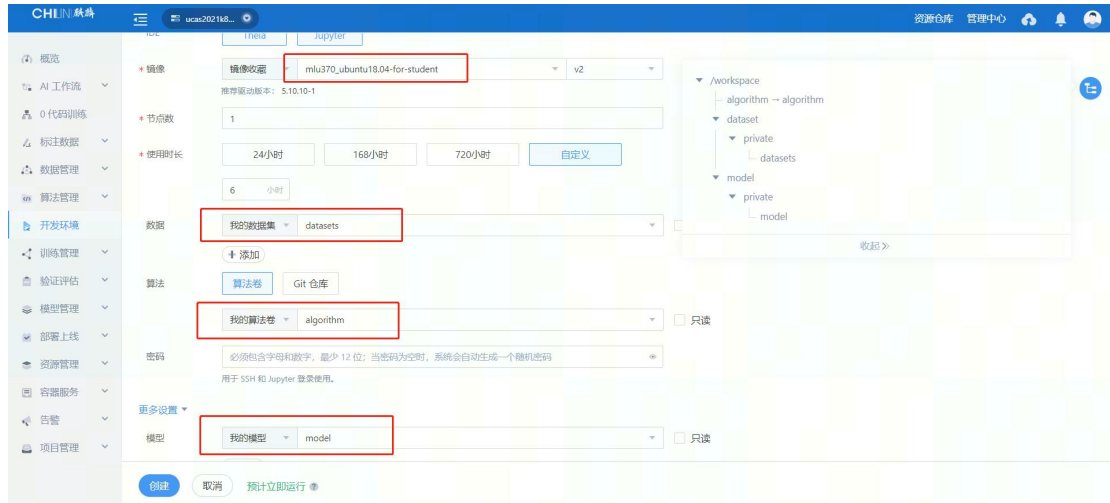 资源仓库 管理中心
ucas2021k8...
概览
AI 工作流
0 代码训练
标注数据
数据管理
算法管理
开发环境
训练管理
验证评估
模型管理
部署上线
资源管理
容器服务
告警
项目管理
IDE Theia Jupyter
* 镜像 镜像收藏 mlu370_ubuntu18.04-for-student v2
推荐驱动版本： 5.10.10-1
* 节点数 1
* 使用时长 24小时 168小时 720小时 自定义
6 小时
数据 我的数据集 datasets
+ 添加
算法 算法卷 Git 仓库
我的算法卷 algorithm 只读
密码 必须包含字母和数字，最少 12 位；当密码为空时，系统会自动生成一个随机密码
用于 SSH 和 Jupyter 登录使用。
更多设置
模型 我的模型 model 只读
创建 取消 预计立即运行
/workspace
algorithm → algorithm
dataset
private
datasets
model
private
model
收起